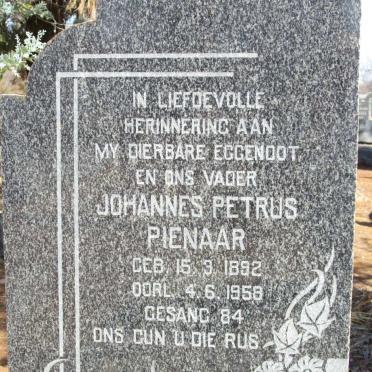 IN LIEFDEVOLLE
HERINNERING AAN
MY DIERBARE EGGENOOT
EN ONS VADER
JOHANNES PETRUS
PIENAAR
GEB. 15. 3. 1892
OORL. 4. 6. 1958
GESANG 84
ONS GUN U DIE RUS